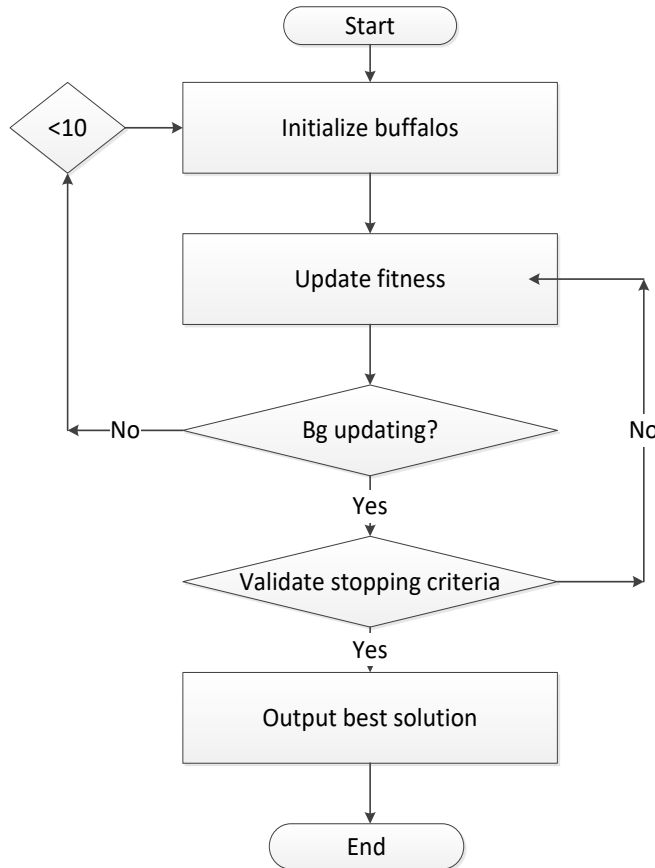 Start
<10
Initialize buffalos
Update fitness
Bg updating?
No
No
Yes
Validate stopping criteria
Yes
Output best solution
End